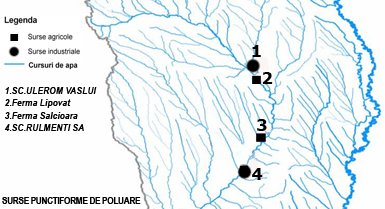 Legenda
Surse agricole
Surse industriale
Cursuri de apa
1.SC.ULEROM VASLUI
2.Ferma Lipovat
3.Ferma Salcioara
4.SC.RULMENTI SA
1
2
3
4
SURSE PUNCTIFORME DE POLUARE